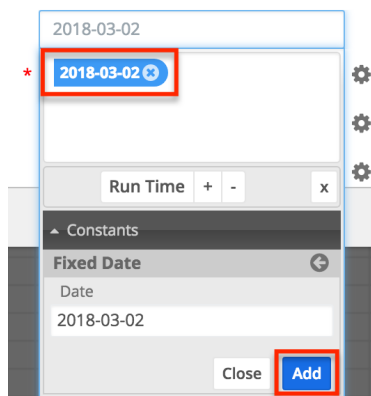 2018-03-02
* 2018-03-02
Run Time + - x
Constants
Fixed Date
Date
2018-03-02
Close Add